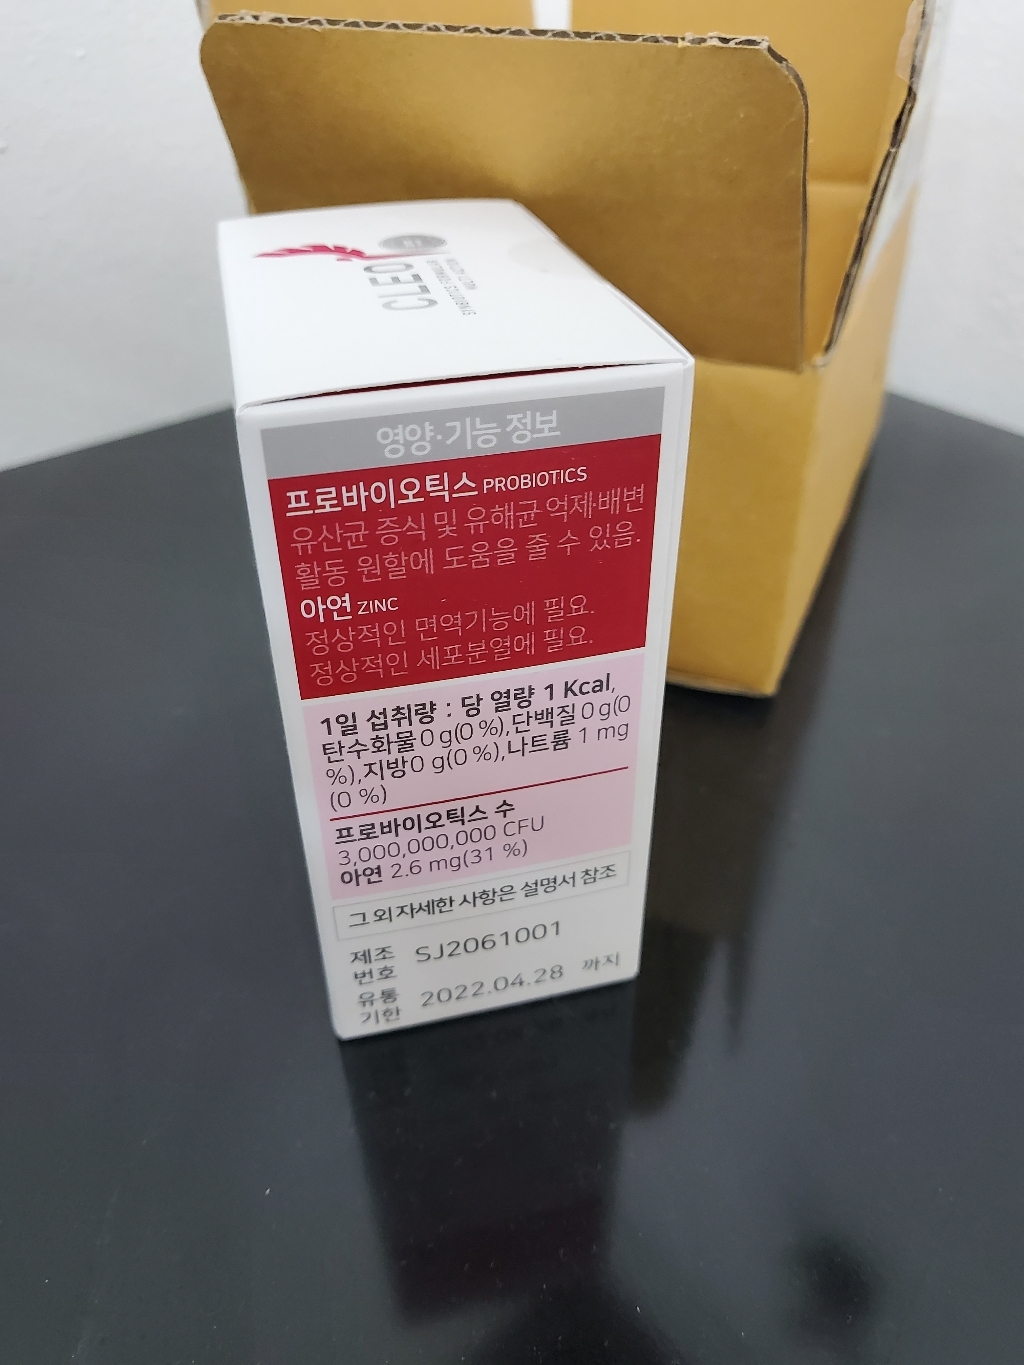 CLEO
영양·기능 정보
프로바이오틱스 PROBIOTICS
유산균 증식 및 유해균 억제·배변
활동 원할에 도움을 줄 수 있음.
아연 ZINC
정상적인 면역기능에 필요.
정상적인 세포분열에 필요.
1일 섭취량 : 당 열량 1 Kcal,
탄수화물 0 g(0 %),단백질 0 g(0
%),지방0 g(0 %),나트륨 1 mg
(0 %)
프로바이오틱스 수
3,000,000,000 CFU
아연 2.6 mg(31 %)
그 외 자세한 사항은 설명서 참조
제조
번호 SJ2061001
유통
기한 2022.04.28 까지